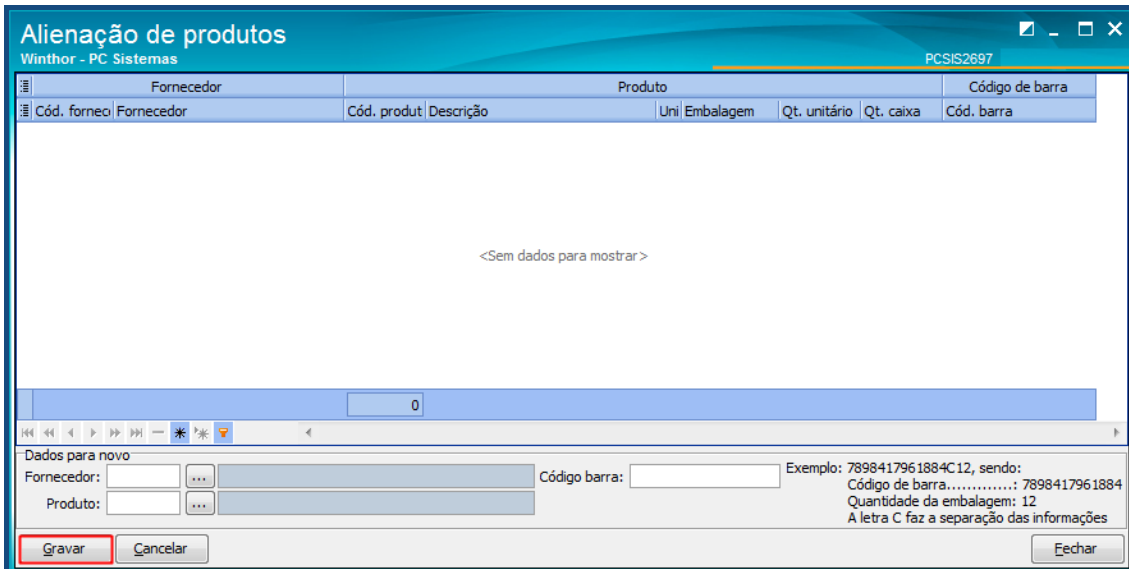 Alienação de produtos
Winthor - PC Sistemas
PCSIS2697
Fornecedor Produto Código de barra
Cód. forneci Fornecedor Cód. produt Descrição Uni Embalagem Qt. unitário Qt. caixa Cód. barra
<Sem dados para mostrar>
0
Dados para novo
Fornecedor: ... Código barra: Exemplo: 7898417961884C12, sendo:
Código de barra.............: 7898417961884
Produto: ... Quantidade da embalagem: 12
A letra C faz a separação das informações
Gravar Cancelar Fechar